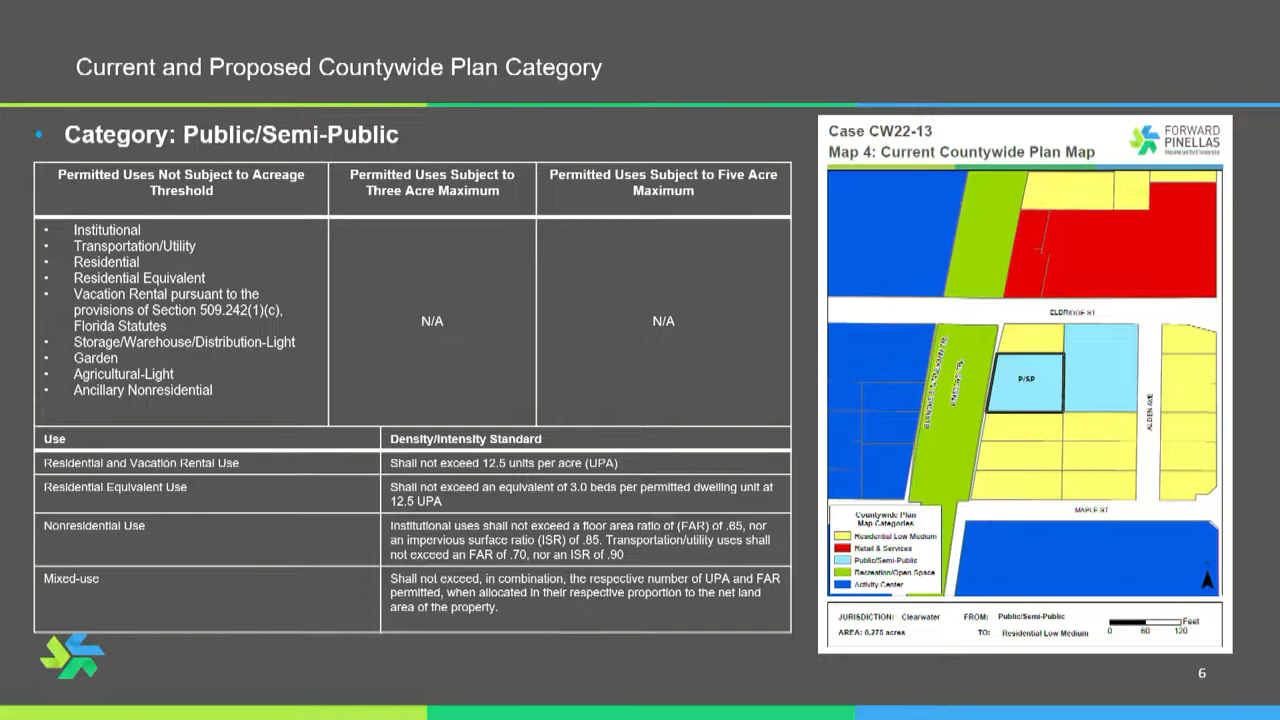 Current and Proposed Countywide Plan Category
• Category: Public/Semi-Public
Permitted Uses Not Subject to Acreage
Threshold
Permitted Uses Subject to
Three Acre Maximum
Permitted Uses Subject to Five Acre
Maximum
▪ Institutional
▪ Transportation/Utility
▪ Residential
▪ Residential Equivalent
▪ Vacation Rental pursuant to the
provisions of Section 509.242(1)(c),
Florida Statutes
▪ Storage/Warehouse/Distribution-Light
▪ Garden
▪ Agricultural-Light
▪ Ancillary Nonresidential
N/A
N/A
Use
Density/Intensity Standard
Residential and Vacation Rental Use
Shall not exceed 12.5 units per acre (UPA)
Residential Equivalent Use
Shall not exceed an equivalent of 3.0 beds per permitted dwelling unit at
12.5 UPA
Nonresidential Use
Institutional uses shall not exceed a floor area ratio of (FAR) of .65, nor
an impervious surface ratio (ISR) of .85. Transportation/utility uses shall
not exceed an FAR of .70, nor an ISR of .90
Mixed-use
Shall not exceed, in combination, the respective number of UPA and FAR
permitted, when allocated in their respective proportion to the net land
area of the property.
Case CW22-13
Map 4: Current Countywide Plan Map
FORWARD
PINELLAS
ELDRIDGE ST
P/SP
ALDEN AVE
MAPLE ST
Countywide Plan
Map Categories
Residential Low Medium
Retail & Services
Public/Semi-Public
Recreation/Open Space
Activity Center
JURISDICTION: Clearwater
FROM: Public/Semi-Public
AREA: 0.275 acres
TO: Residential Low Medium
Feet
0 60 120
6